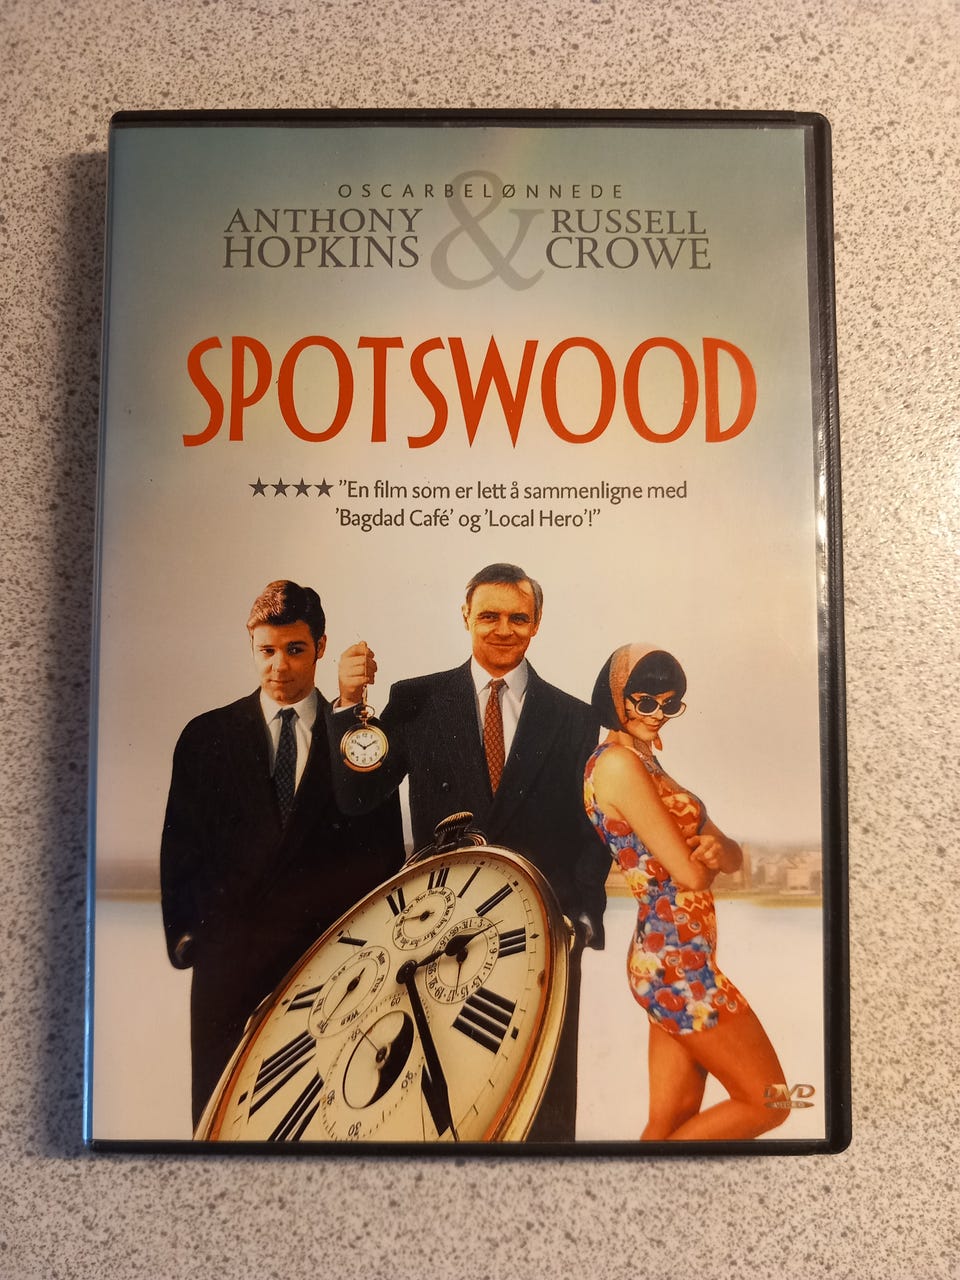 OSCARBELØNNEDE
ANTHONY HOPKINS & RUSSELL CROWE
SPOTSWOOD
★★★★ ”En film som er lett å sammenligne med
’Bagdad Café’ og ’Local Hero’!”
DVD
VIDEO